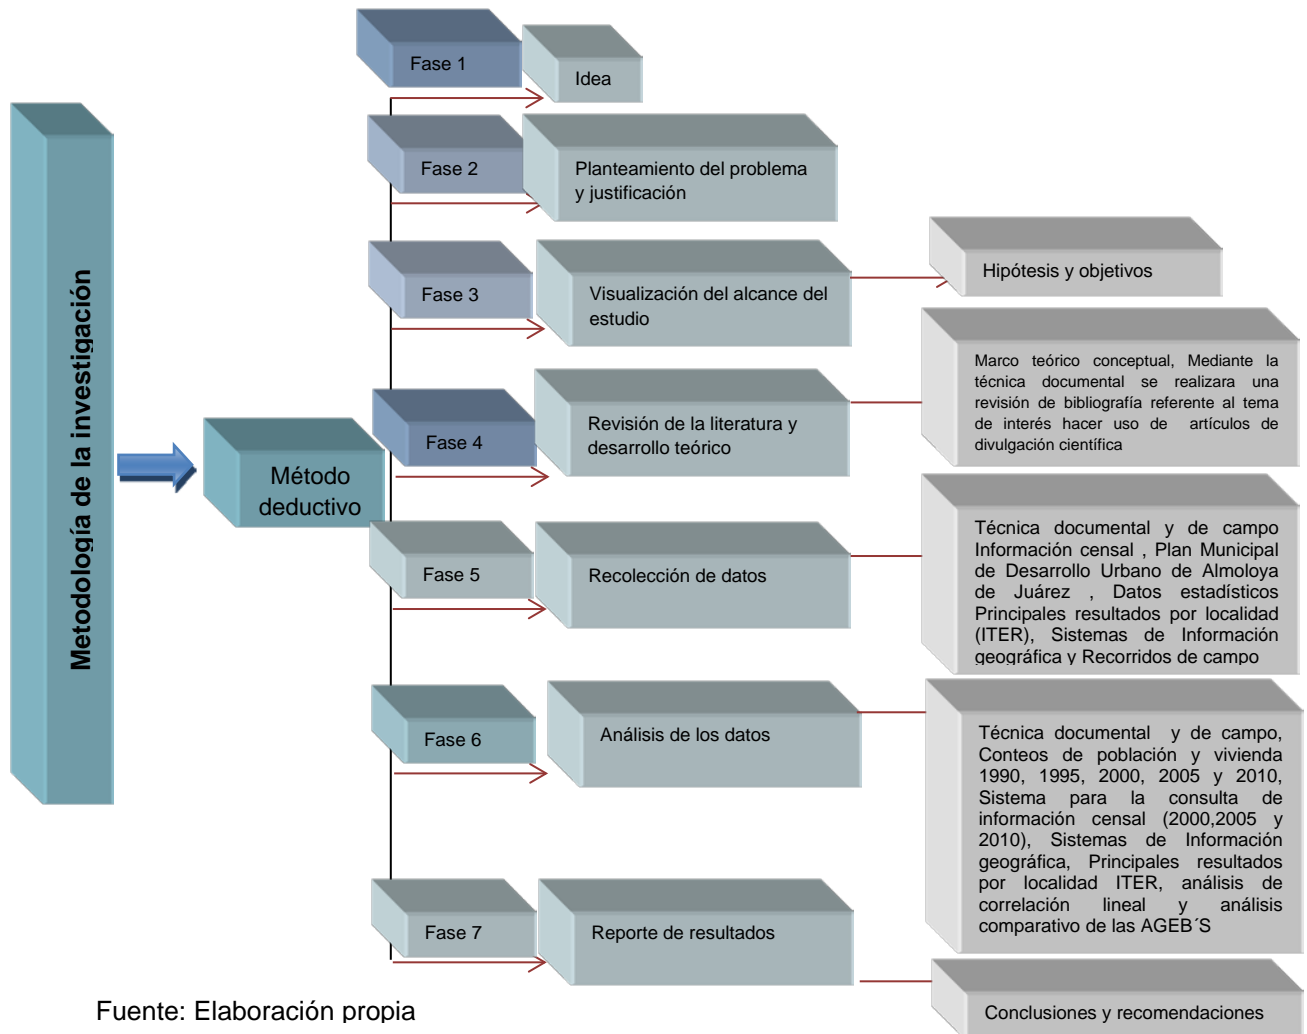 Metodología de la investigación
Método
deductivo
Fase 1
Idea
Fase 2
Planteamiento del problema
y justificación
Fase 3
Visualización del alcance del
estudio
Hipótesis y objetivos
Fase 4
Revisión de la literatura y
desarrollo teórico
Marco teórico conceptual, Mediante la
técnica documental se realizara una
revisión de bibliografía referente al tema
de interés hacer uso de artículos de
divulgación científica
Fase 5
Recolección de datos
Técnica documental y de campo
Información censal , Plan Municipal
de Desarrollo Urbano de Almoloya
de Juárez , Datos estadísticos
Principales resultados por localidad
(ITER), Sistemas de Información
geográfica y Recorridos de campo
Fase 6
Análisis de los datos
Técnica documental y de campo,
Conteos de población y vivienda
1990, 1995, 2000, 2005 y 2010,
Sistema para la consulta de
información censal (2000,2005 y
2010), Sistemas de Información
geográfica, Principales resultados
por localidad ITER, análisis de
correlación lineal y análisis
comparativo de las AGEB´S
Fase 7
Reporte de resultados
Conclusiones y recomendaciones
Fuente: Elaboración propia